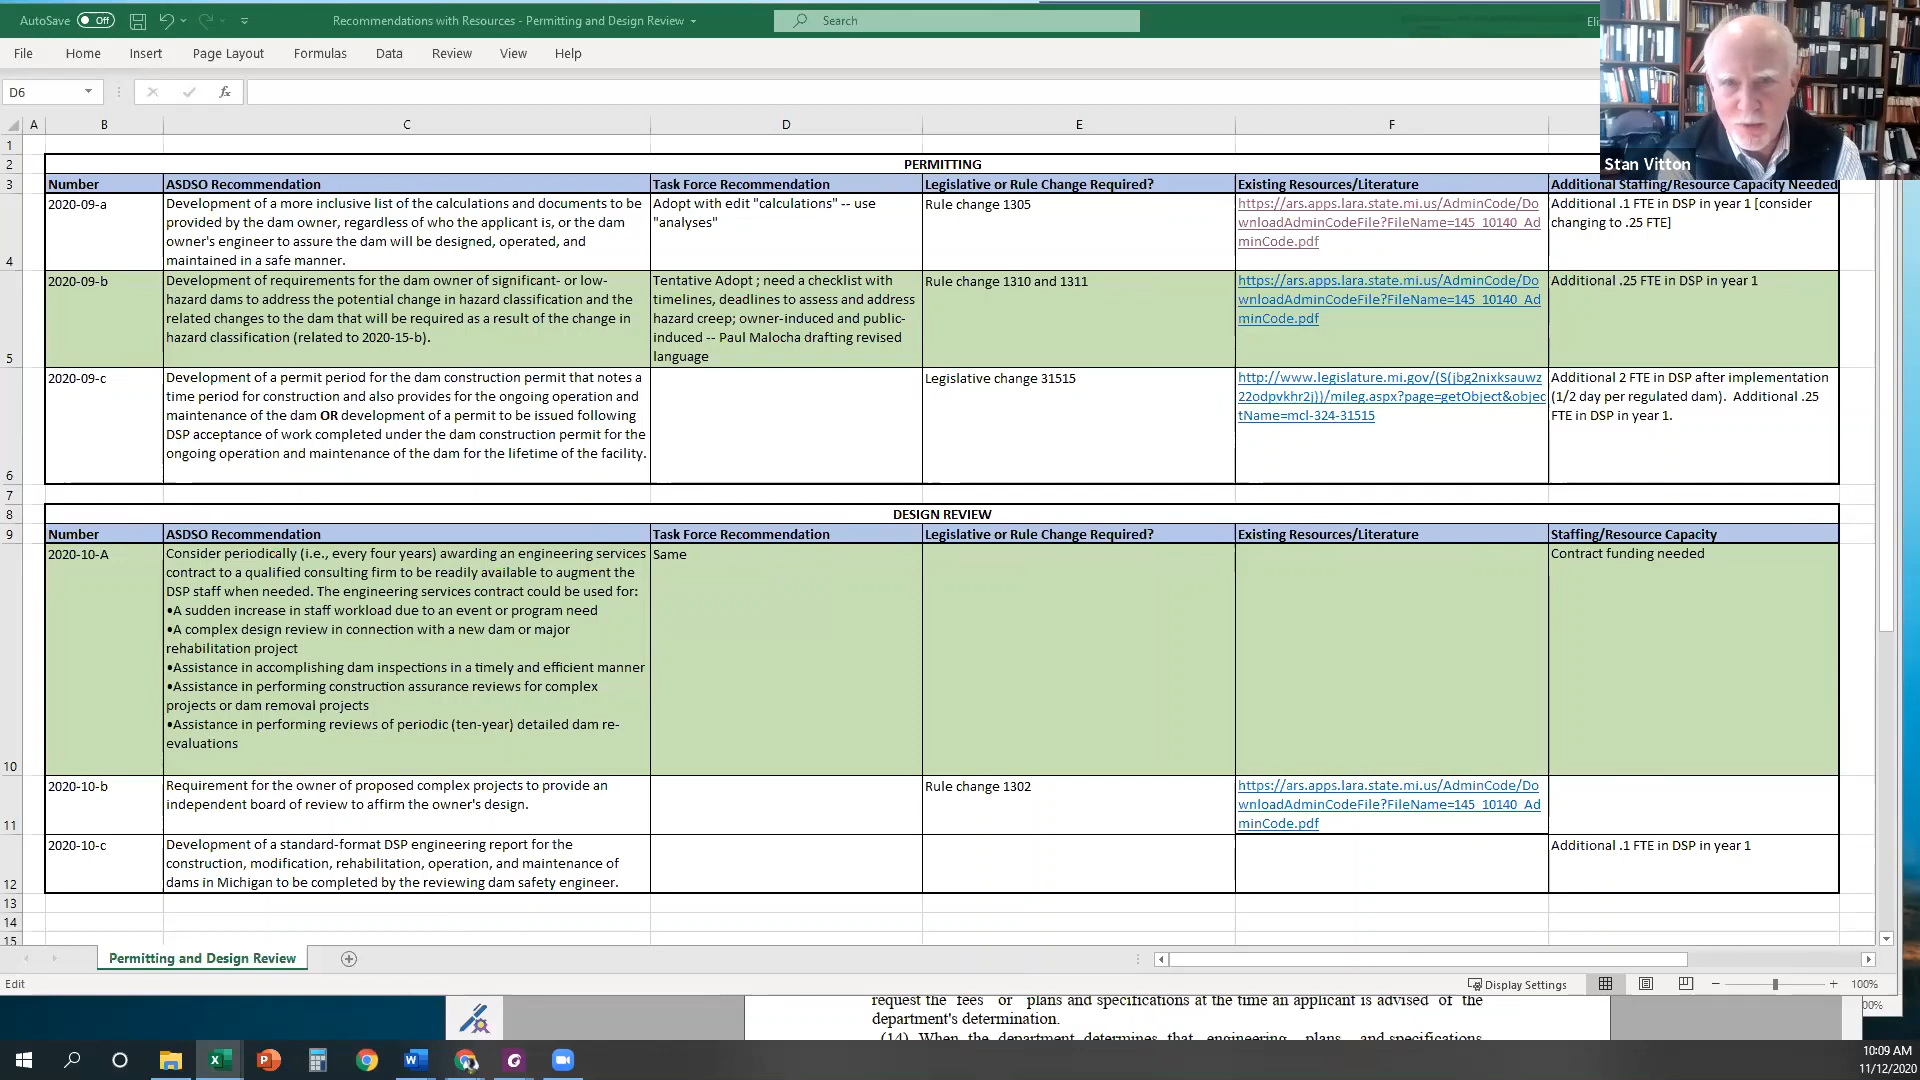 AutoSave Off Recommendations with Resources - Permitting and Design Review Search Eli
File Home Insert Page Layout Formulas Data Review View Help
D6 fx
A B C D E F
Stan Vitton
1
2 PERMITTING
3 Number ASDSO Recommendation Task Force Recommendation Legislative or Rule Change Required? Existing Resources/Literature Additional Staffing/Resource Capacity Needed
2020-09-a Development of a more inclusive list of the calculations and documents to be Adopt with edit "calculations" -- use Rule change 1305 https://ars.apps.lara.state.mi.us/AdminCode/Do Additional .1 FTE in DSP in year 1 [consider
provided by the dam owner, regardless of who the applicant is, or the dam "analyses" wnloadAdminCodeFile?FileName=145_10140_Ad changing to .25 FTE]
owner's engineer to assure the dam will be designed, operated, and minCode.pdf
4 maintained in a safe manner.
2020-09-b Development of requirements for the dam owner of significant- or low- Tentative Adopt ; need a checklist with Rule change 1310 and 1311 https://ars.apps.lara.state.mi.us/AdminCode/Do Additional .25 FTE in DSP in year 1
hazard dams to address the potential change in hazard classification and the timelines, deadlines to assess and address wnloadAdminCodeFile?FileName=145_10140_Ad
related changes to the dam that will be required as a result of the change in hazard creep; owner-induced and public- minCode.pdf
hazard classification (related to 2020-15-b). induced -- Paul Malocha drafting revised
5 language
2020-09-c Development of a permit period for the dam construction permit that notes a Legislative change 31515 http://www.legislature.mi.gov/(S(jbg2nixksauwz Additional 2 FTE in DSP after implementation
time period for construction and also provides for the ongoing operation and 22odpvkhr2j))/mileg.aspx?page=getObject&objec (1/2 day per regulated dam). Additional .25
maintenance of the dam OR development of a permit to be issued following tName=mcl-324-31515 FTE in DSP in year 1.
DSP acceptance of work completed under the dam construction permit for the
ongoing operation and maintenance of the dam for the lifetime of the facility.
6
7
8 DESIGN REVIEW
9 Number ASDSO Recommendation Task Force Recommendation Legislative or Rule Change Required? Existing Resources/Literature Staffing/Resource Capacity
2020-10-A Consider periodically (i.e., every four years) awarding an engineering services Same Contract funding needed
contract to a qualified consulting firm to be readily available to augment the
DSP staff when needed. The engineering services contract could be used for:
•A sudden increase in staff workload due to an event or program need
•A complex design review in connection with a new dam or major
rehabilitation project
•Assistance in accomplishing dam inspections in a timely and efficient manner
•Assistance in performing construction assurance reviews for complex
projects or dam removal projects
•Assistance in performing reviews of periodic (ten-year) detailed dam re-
evaluations
10
2020-10-b Requirement for the owner of proposed complex projects to provide an Rule change 1302 https://ars.apps.lara.state.mi.us/AdminCode/Do
independent board of review to affirm the owner's design. wnloadAdminCodeFile?FileName=145_10140_Ad
11 minCode.pdf
2020-10-c Development of a standard-format DSP engineering report for the Additional .1 FTE in DSP in year 1
construction, modification, rehabilitation, operation, and maintenance of
12 dams in Michigan to be completed by the reviewing dam safety engineer.
13
14
15
Permitting and Design Review
Edit Display Settings 100%
request the fees or plans and specifications at the time an applicant is advised of the 00%
department's determination.
(14) When the department determines that engineering plans and specifications
10:09 AM
11/12/2020